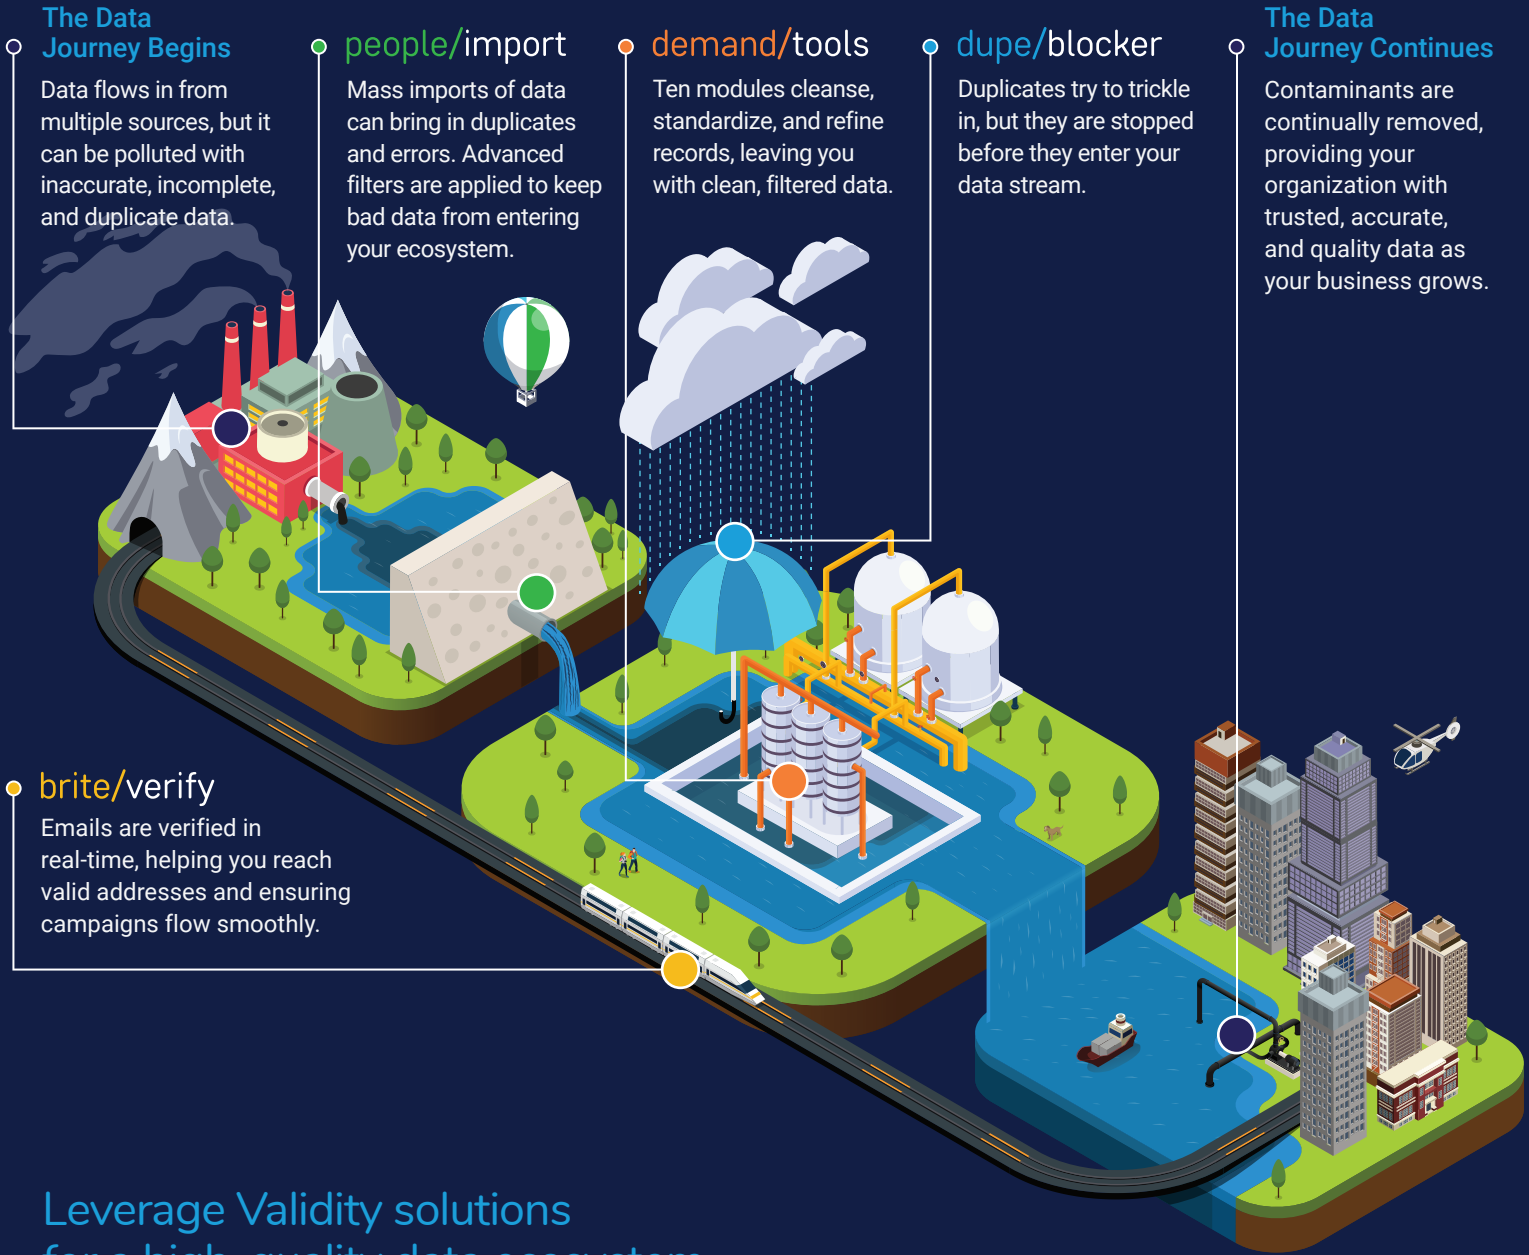 The Data
Journey Begins
Data flows in from
multiple sources, but it
can be polluted with
inaccurate, incomplete,
and duplicate data.
people/import
Mass imports of data
can bring in duplicates
and errors. Advanced
filters are applied to keep
bad data from entering
your ecosystem.
demand/tools
Ten modules cleanse,
standardize, and refine
records, leaving you
with clean, filtered data.
dupe/blocker
Duplicates try to trickle
in, but they are stopped
before they enter your
data stream.
The Data
Journey Continues
Contaminants are
continually removed,
providing your
organization with
trusted, accurate,
and quality data as
your business grows.
brite/verify
Emails are verified in
real-time, helping you reach
valid addresses and ensuring
campaigns flow smoothly.
Leverage Validity solutions
for a high-quality data ecosystem